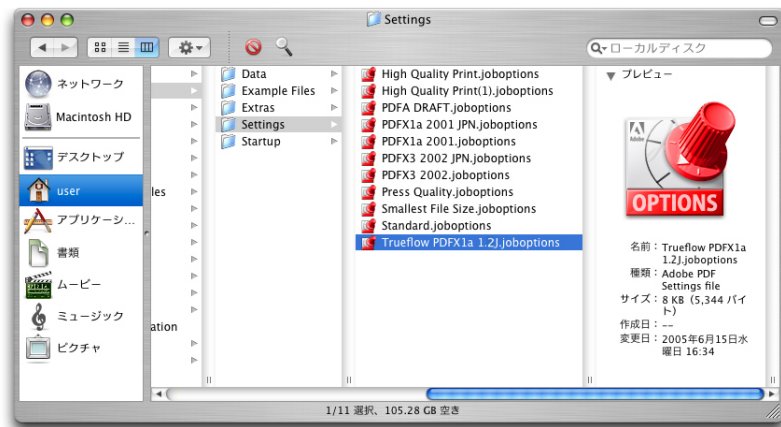 Settings
ローカルディスク
ネットワーク
Macintosh HD
デスクトップ
user
アプリケーシ...
書類
ムービー
ミュージック
ピクチャ
les
ation
Data
Example Files
Extras
Settings
Startup
High Quality Print.joboptions
High Quality Print(1).joboptions
PDFA DRAFT.joboptions
PDFX1a 2001 JPN.joboptions
PDFX1a 2001.joboptions
PDFX3 2002 JPN.joboptions
PDFX3 2002.joboptions
Press Quality.joboptions
Smallest File Size.joboptions
Standard.joboptions
Trueflow PDFX1a 1.2J.joboptions
プレビュー
Adobe
OPTIONS
名前：Trueflow PDFX1a
1.2J.joboptions
種類：Adobe PDF
Settings file
サイズ：8 KB（5,344 バイ
ト）
作成日：--
変更日：2005年6月15日水
曜日 16:34
1/11 選択、105.28 GB 空き